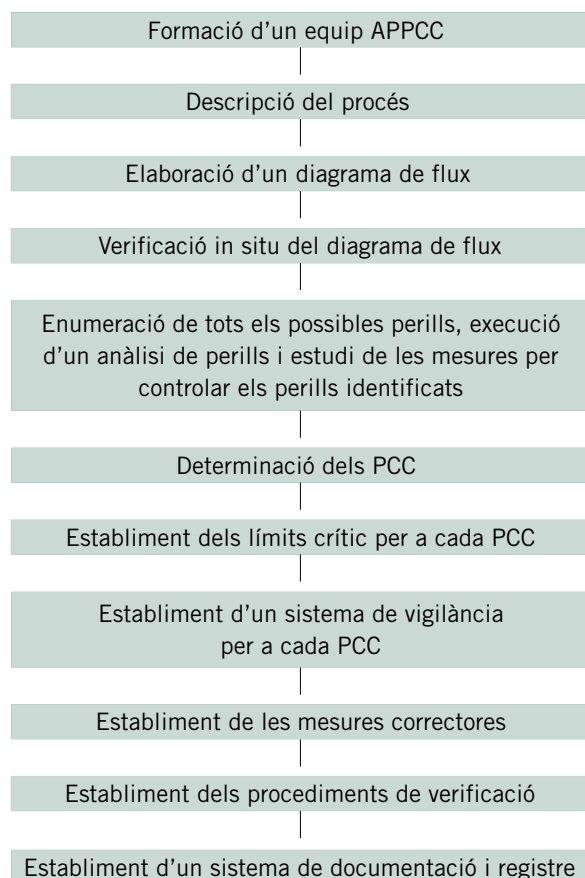 Formació d’un equip APPCC
Descripció del procés
Elaboració d’un diagrama de flux
Verificació in situ del diagrama de flux
Enumeració de tots els possibles perills, execució
d’un anàlisi de perills i estudi de les mesures per
controlar els perills identificats
Determinació dels PCC
Establiment dels límits crític per a cada PCC
Establiment d’un sistema de vigilància
per a cada PCC
Establiment de les mesures correctores
Establiment dels procediments de verificació
Establiment d’un sistema de documentació i registre